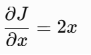 ∂J/∂x = 2x